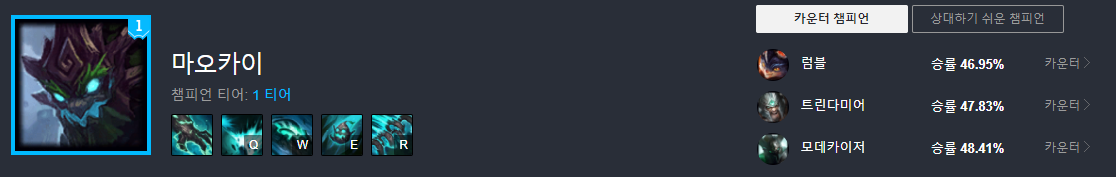 1
마오카이
챔피언 티어: 1 티어
Q W E R
카운터 챔피언 상대하기 쉬운 챔피언
럼블 승률 46.95% 카운터
트린다미어 승률 47.83% 카운터
모데카이저 승률 48.41% 카운터